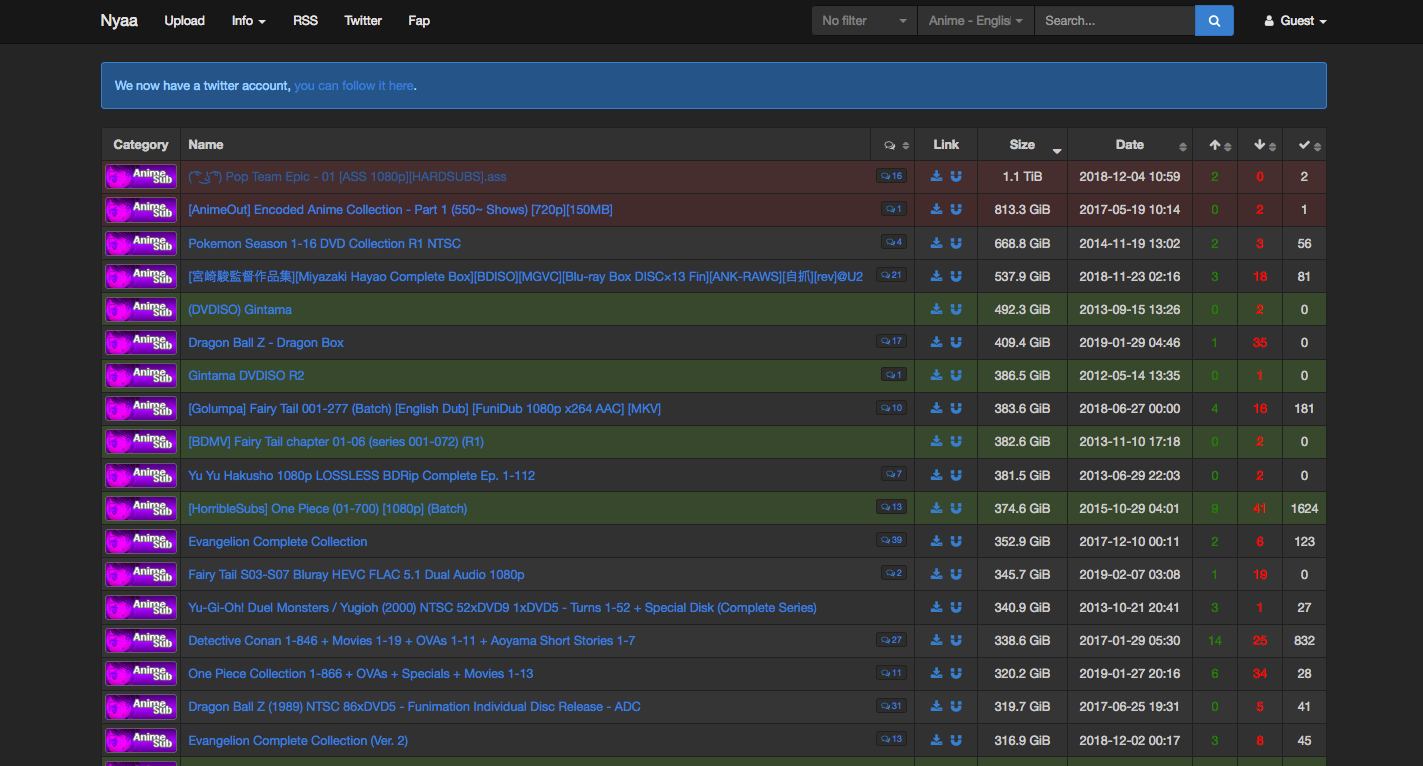 Nyaa Upload Info RSS Twitter Fap No filter Anime - English Search... Guest
We now have a twitter account, you can follow it here.
Category Name Link Size Date
Anime Sub ( ͡° ͜ʖ ͡°) Pop Team Epic - 01 [ASS 1080p][HARDSUBS].ass 16 1.1 TiB 2018-12-04 10:59 2 0 2
Anime Sub [AnimeOut] Encoded Anime Collection - Part 1 (550~ Shows) [720p][150MB] 1 813.3 GiB 2017-05-19 10:14 0 2 1
Anime Sub Pokemon Season 1-16 DVD Collection R1 NTSC 4 668.8 GiB 2014-11-19 13:02 2 3 56
Anime Sub [宮崎駿監督作品集][Miyazaki Hayao Complete Box][BDISO][MGVC][Blu-ray Box DISC×13 Fin][ANK-RAWS][自抓][rev]@U2 21 537.9 GiB 2018-11-23 02:16 3 18 81
Anime Sub (DVDISO) Gintama 492.3 GiB 2013-09-15 13:26 0 2 0
Anime Sub Dragon Ball Z - Dragon Box 17 409.4 GiB 2019-01-29 04:46 1 35 0
Anime Sub Gintama DVDISO R2 1 386.5 GiB 2012-05-14 13:35 0 1 0
Anime Sub [Golumpa] Fairy Tail 001-277 (Batch) [English Dub] [FuniDub 1080p x264 AAC] [MKV] 10 383.6 GiB 2018-06-27 00:00 4 16 181
Anime Sub [BDMV] Fairy Tail chapter 01-06 (series 001-072) (R1) 382.6 GiB 2013-11-10 17:18 0 2 0
Anime Sub Yu Yu Hakusho 1080p LOSSLESS BDRip Complete Ep. 1-112 7 381.5 GiB 2013-06-29 22:03 0 2 0
Anime Sub [HorribleSubs] One Piece (01-700) [1080p] (Batch) 13 374.6 GiB 2015-10-29 04:01 9 41 1624
Anime Sub Evangelion Complete Collection 39 352.9 GiB 2017-12-10 00:11 2 6 123
Anime Sub Fairy Tail S03-S07 Bluray HEVC FLAC 5.1 Dual Audio 1080p 2 345.7 GiB 2019-02-07 03:08 1 19 0
Anime Sub Yu-Gi-Oh! Duel Monsters / Yugioh (2000) NTSC 52xDVD9 1xDVD5 - Turns 1-52 + Special Disk (Complete Series) 340.9 GiB 2013-10-21 20:41 3 1 27
Anime Sub Detective Conan 1-846 + Movies 1-19 + OVAs 1-11 + Aoyama Short Stories 1-7 27 338.6 GiB 2017-01-29 05:30 14 25 832
Anime Sub One Piece Collection 1-866 + OVAs + Specials + Movies 1-13 11 320.2 GiB 2019-01-27 20:16 6 34 28
Anime Sub Dragon Ball Z (1989) NTSC 86xDVD5 - Funimation Individual Disc Release - ADC 31 319.7 GiB 2017-06-25 19:31 0 5 41
Anime Sub Evangelion Complete Collection (Ver. 2) 13 316.9 GiB 2018-12-02 00:17 3 8 45